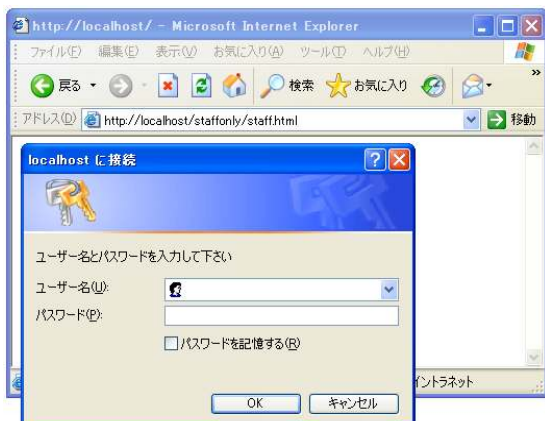 http://localhost/ - Microsoft Internet Explorer
ファイル(F) 編集(E) 表示(V) お気に入り(A) ツール(T) ヘルプ(H)
戻る 検索 お気に入り »
アドレス(D) http://localhost/staffonly/staff.html 移動
localhost に接続
ユーザー名とパスワードを入力して下さい
ユーザー名(U):
パスワード(P):
パスワードを記憶する(R)
OK キャンセル
イントラネット